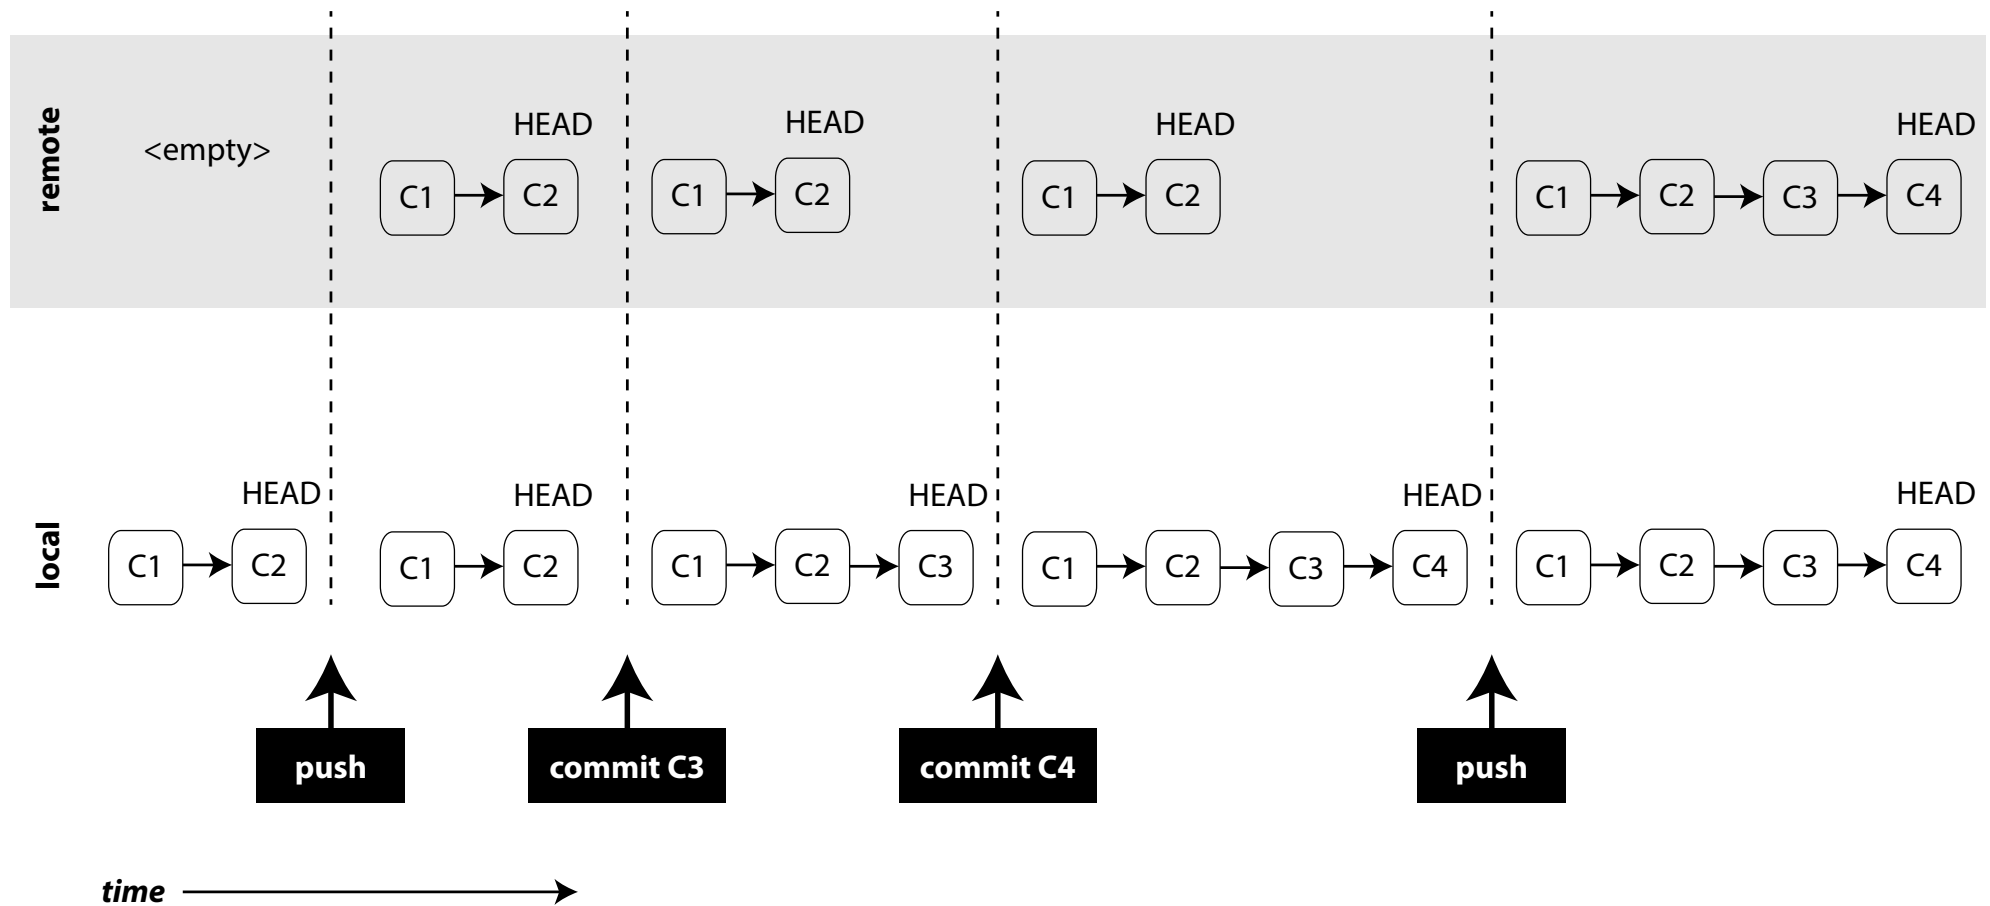 remote
<empty>
HEAD
C1 C2
HEAD
C1 C2
HEAD
C1 C2
HEAD
C1 C2 C3 C4
local
HEAD
C1 C2
HEAD
C1 C2
HEAD
C1 C2 C3
HEAD
C1 C2 C3 C4
HEAD
C1 C2 C3 C4
push
commit C3
commit C4
push
time